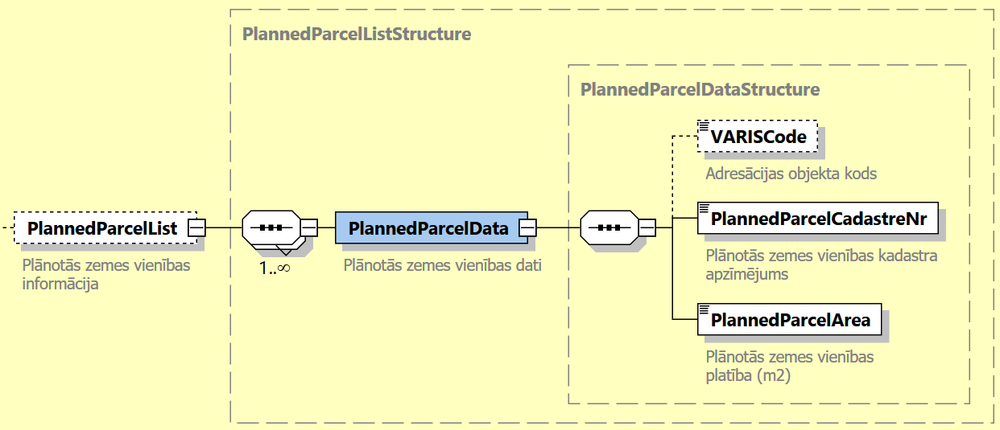 PlannedParcelListStructure
PlannedParcelDataStructure
VARISCode
Adresācijas objekta kods
PlannedParcelList
Plānotās zemes vienības
informācija
1..∞
PlannedParcelData
Plānotās zemes vienības dati
PlannedParcelCadastreNr
Plānotās zemes vienības kadastra
apzīmējums
PlannedParcelArea
Plānotās zemes vienības
platība (m2)